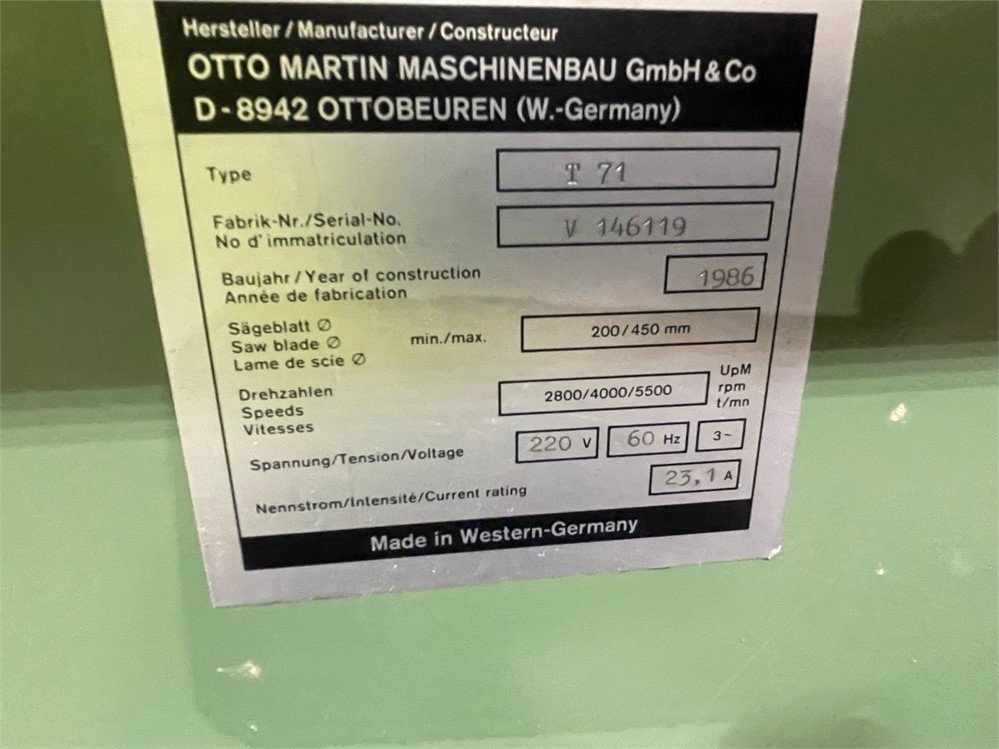 Hersteller / Manufacturer / Constructeur
OTTO MARTIN MASCHINENBAU GmbH & Co
D - 8942 OTTOBEUREN (W.-Germany)
Type T 71
Fabrik-Nr./Serial-No.
No d'immatriculation
V 146119
Baujahr / Year of construction
Année de fabrication
1986
Sägeblatt ∅
Saw blade ∅
Lame de scie ∅
min./max. 200/450 mm
Drehzahlen
Speeds
Vitesses
2800/4000/5500
UpM
rpm
t/mn
Spannung/Tension/Voltage 220 V 60 Hz 3~
Nennstrom/Intensité/Current rating 23,1 A
Made in Western-Germany